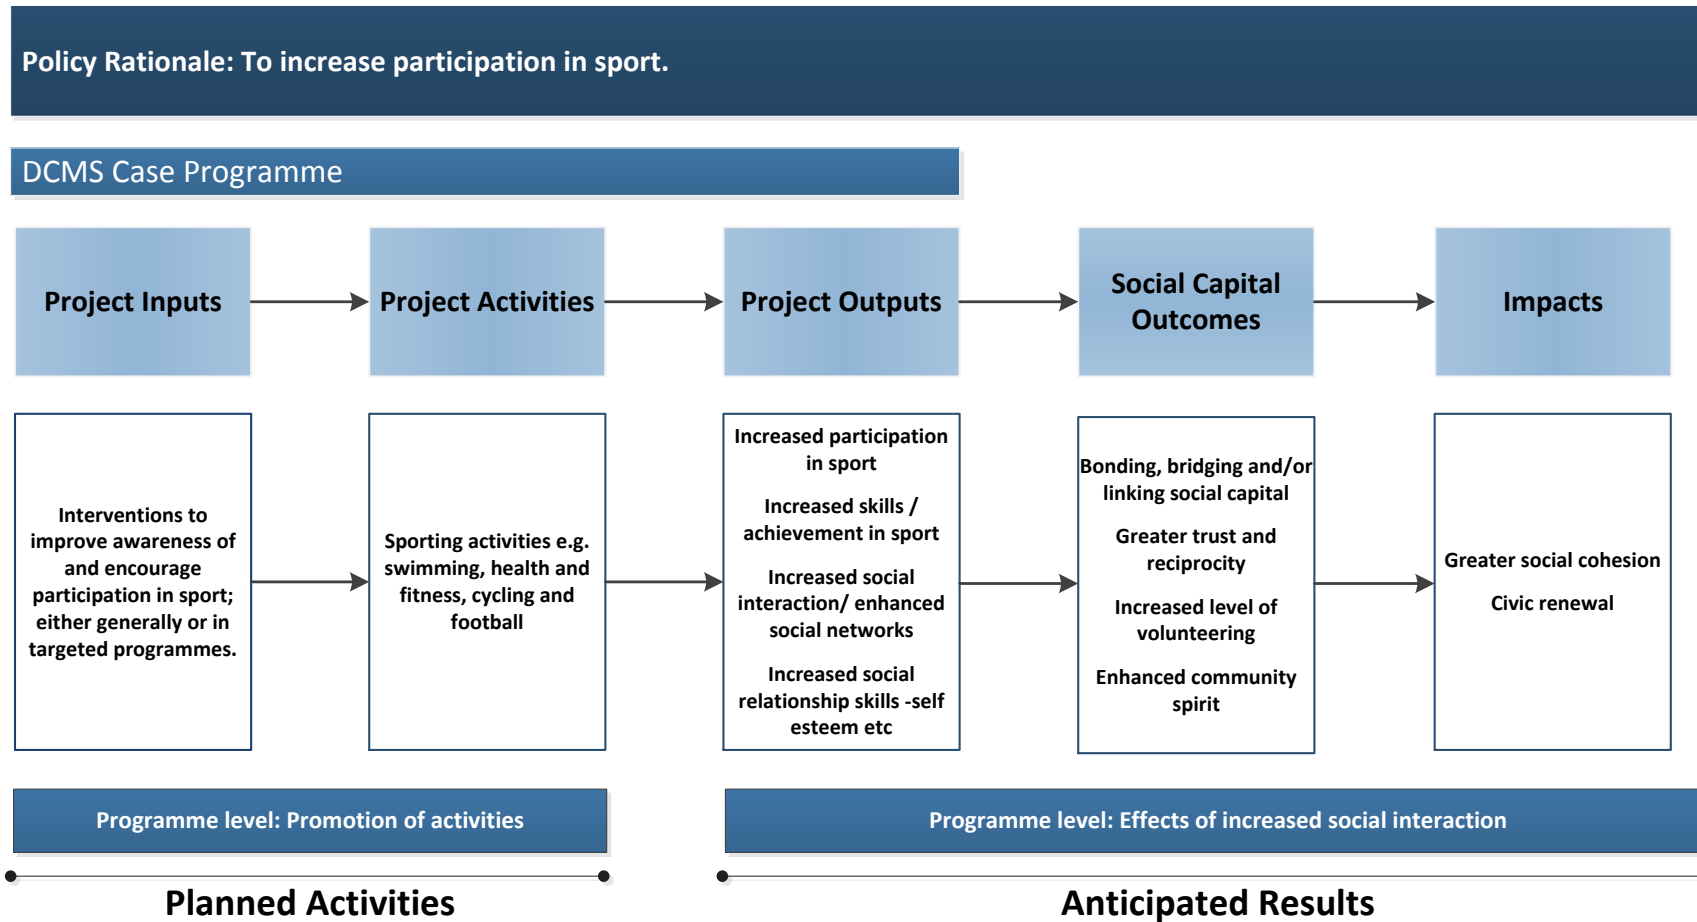 Policy Rationale: To increase participation in sport.
DCMS Case Programme
Project Inputs
Project Activities
Project Outputs
Social Capital
Outcomes
Impacts
Interventions to
improve awareness of
and encourage
participation in sport;
either generally or in
targeted programmes.
Sporting activities e.g.
swimming, health and
fitness, cycling and
football
Increased participation
in sport
Increased skills /
achievement in sport
Increased social
interaction/ enhanced
social networks
Increased social
relationship skills -self
esteem etc
Bonding, bridging and/or
linking social capital
Greater trust and
reciprocity
Increased level of
volunteering
Enhanced community
spirit
Greater social cohesion
Civic renewal
Programme level: Promotion of activities
Programme level: Effects of increased social interaction
Planned Activities
Anticipated Results